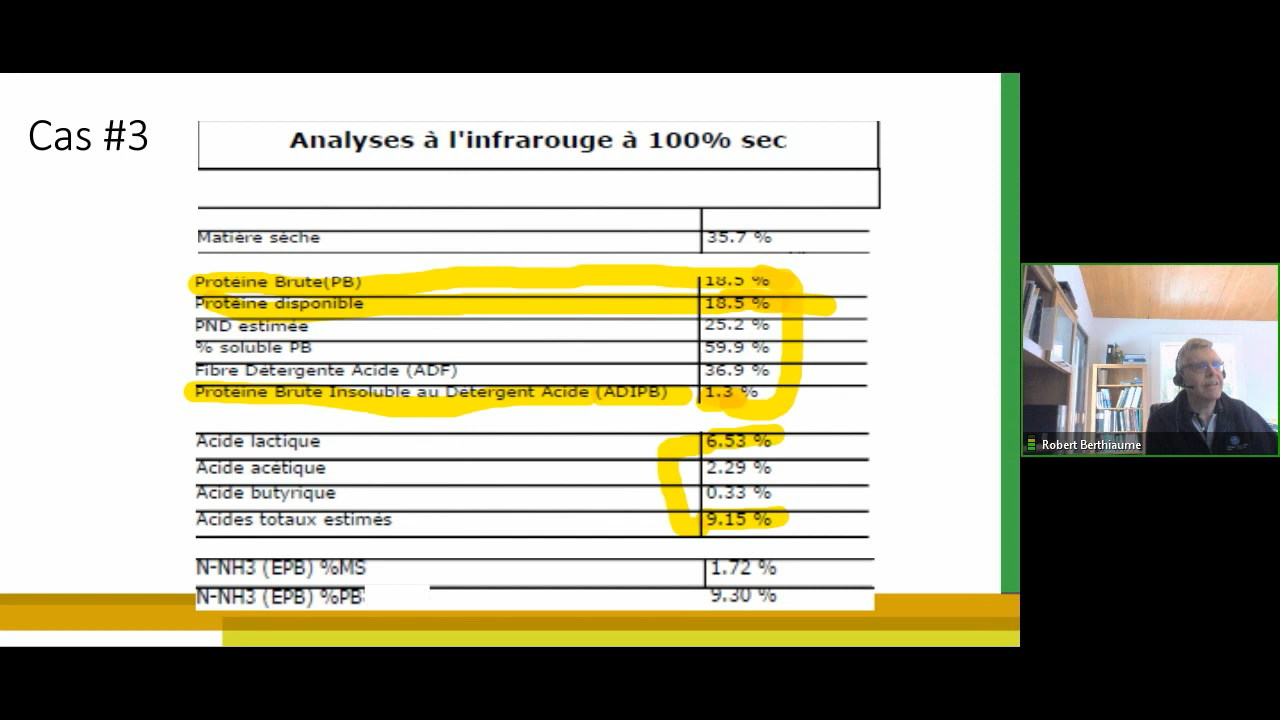 Cas #3
Analyses à l'infrarouge à 100% sec
Matière sèche 35.7 %
Protéine Brute(PB) 18.5 %
Protéine disponible 18.5 %
PND estimée 25.2 %
% soluble PB 59.9 %
Fibre Détergente Acide (ADF) 36.9 %
Protéine Brute Insoluble au Détergent Acide (ADIPB) 1.3 %
Acide lactique 6.53 %
Acide acétique 2.29 %
Acide butyrique 0.33 %
Acides totaux estimés 9.15 %
N-NH3 (EPB) %MS 1.72 %
N-NH3 (EPB) %PB 9.30 %
Robert Berthiaume